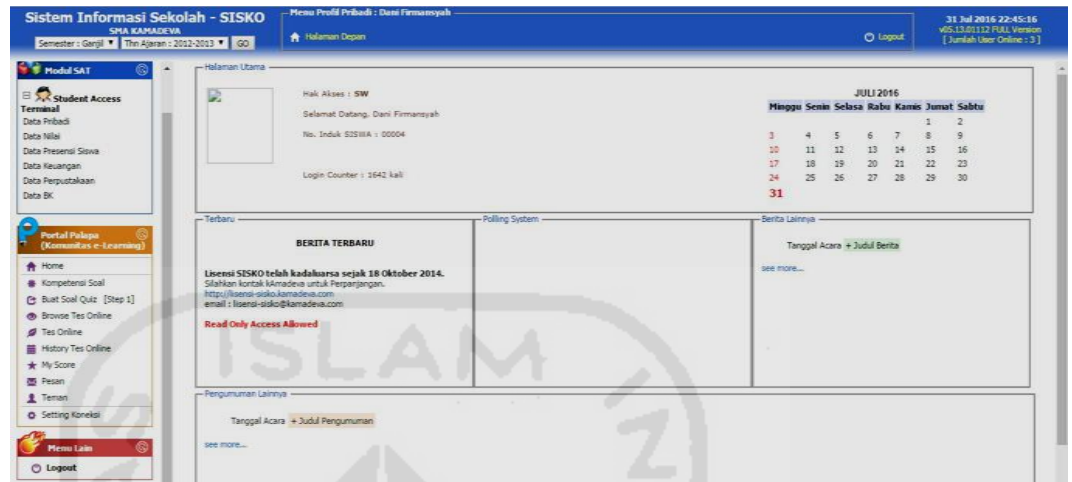 Sistem Informasi Sekolah - SISKO
SMA KAMADEVA
Semester : Ganjil Thn Ajaran : 2012-2013 GO
Menu Profil Pribadi : Dani Firmansyah
Halaman Depan
Logout
31 Jul 2016 22:45:16
v05.13.01112 FULL Version
[ Jumlah User Online : 3 ]
Modul SAT
Student Access Terminal
Data Pribadi
Data Nilai
Data Presensi Siswa
Data Keuangan
Data Perpustakaan
Data BK
Portal Palapa
(Komunitas e-Learning)
Home
Kompetensi Soal
Buat Soal Quiz [Step 1]
Browse Tes Online
Tes Online
History Tes Online
My Score
Pesan
Teman
Setting Koneksi
Menu Lain
Logout
Halaman Utama
Hak Akses : SW
Selamat Datang, Dani Firmansyah
No. Induk SISWA : 00004
Login Counter : 1642 kali
JULI 2016
Minggu Senin Selasa Rabu Kamis Jumat Sabtu
1 2
3 4 5 6 7 8 9
10 11 12 13 14 15 16
17 18 19 20 21 22 23
24 25 26 27 28 29 30
31
Terbaru
BERITA TERBARU
Lisensi SISKO telah kadaluarsa sejak 18 Oktober 2014.
Silahkan kontak kAmadeva untuk Perpanjangan.
http://lisensi-sisko.kamadeva.com
email : lisensi-sisko@kamadeva.com
Read Only Access Allowed
Polling System
Berita Lainnya
Tanggal Acara + Judul Berita
see more...
Pengumuman Lainnya
Tanggal Acara + Judul Pengumuman
see more...
ISLAM